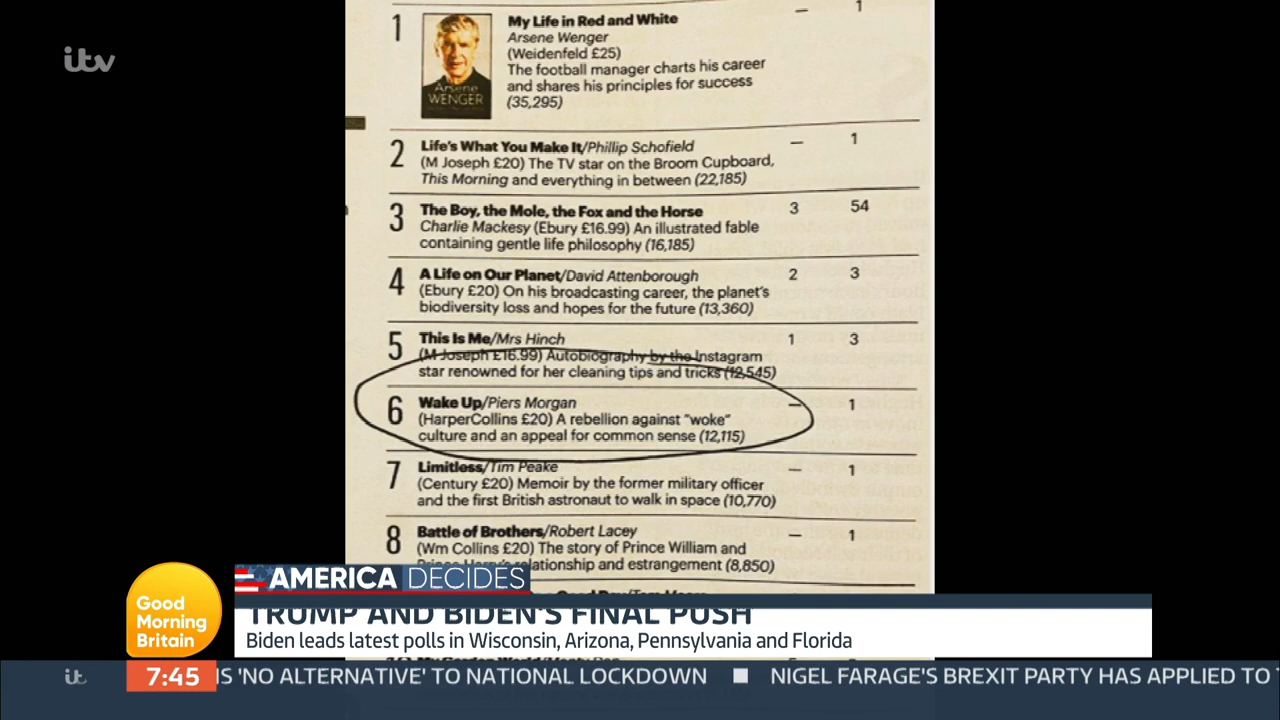 itv
1 My Life in Red and White — 1
Arsene Wenger
(Weidenfeld £25)
The football manager charts his career
and shares his principles for success
(35,295)
Arsene
WENGER
2 Life's What You Make It/Phillip Schofield — 1
(M Joseph £20) The TV star on the Broom Cupboard,
This Morning and everything in between (22,185)
3 The Boy, the Mole, the Fox and the Horse 3 54
Charlie Mackesy (Ebury £16.99) An illustrated fable
containing gentle life philosophy (16,185)
4 A Life on Our Planet/David Attenborough 2 3
(Ebury £20) On his broadcasting career, the planet's
biodiversity loss and hopes for the future (13,360)
5 This Is Me/Mrs Hinch 1 3
(M Joseph £16.99) Autobiography by the Instagram
star renowned for her cleaning tips and tricks (12,545)
6 Wake Up/Piers Morgan — 1
(HarperCollins £20) A rebellion against "woke"
culture and an appeal for common sense (12,115)
7 Limitless/Tim Peake — 1
(Century £20) Memoir by the former military officer
and the first British astronaut to walk in space (10,770)
8 Battle of Brothers/Robert Lacey — 1
(Wm Collins £20) The story of Prince William and
Prince Harry's relationship and estrangement (8,850)
AMERICA DECIDES
Good
Morning
Britain
TRUMP AND BIDEN'S FINAL PUSH
Biden leads latest polls in Wisconsin, Arizona, Pennsylvania and Florida
itv 7:45 IS 'NO ALTERNATIVE' TO NATIONAL LOCKDOWN ■ NIGEL FARAGE'S BREXIT PARTY HAS APPLIED TO